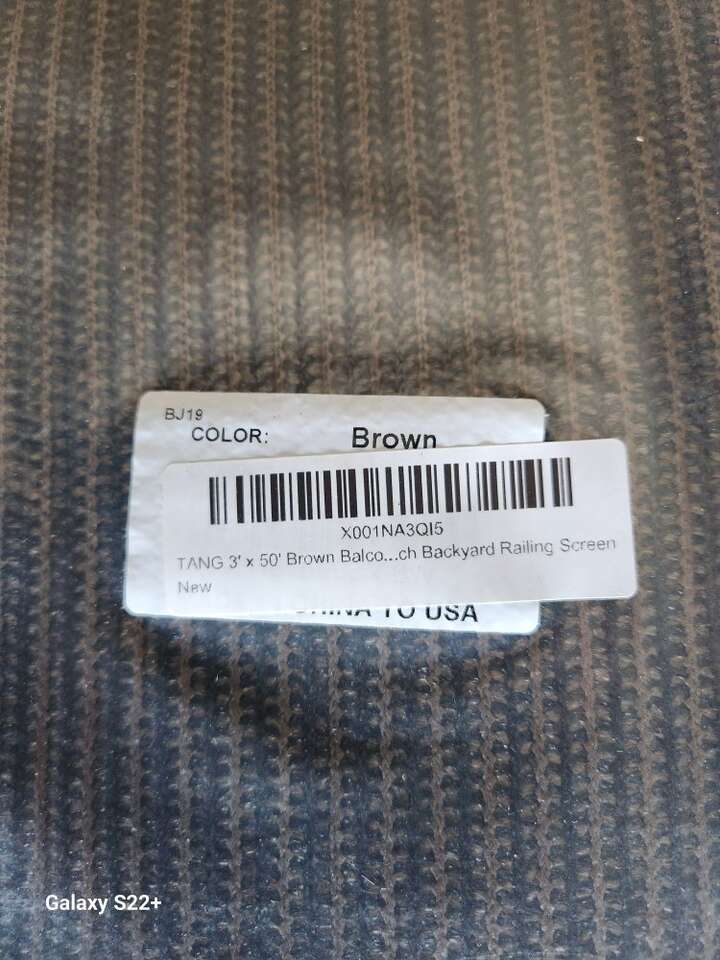 BJ19
COLOR: Brown
X001NA3QI5
TANG 3' x 50' Brown Balco...ch Backyard Railing Screen
New
CHINA TO USA
Galaxy S22+